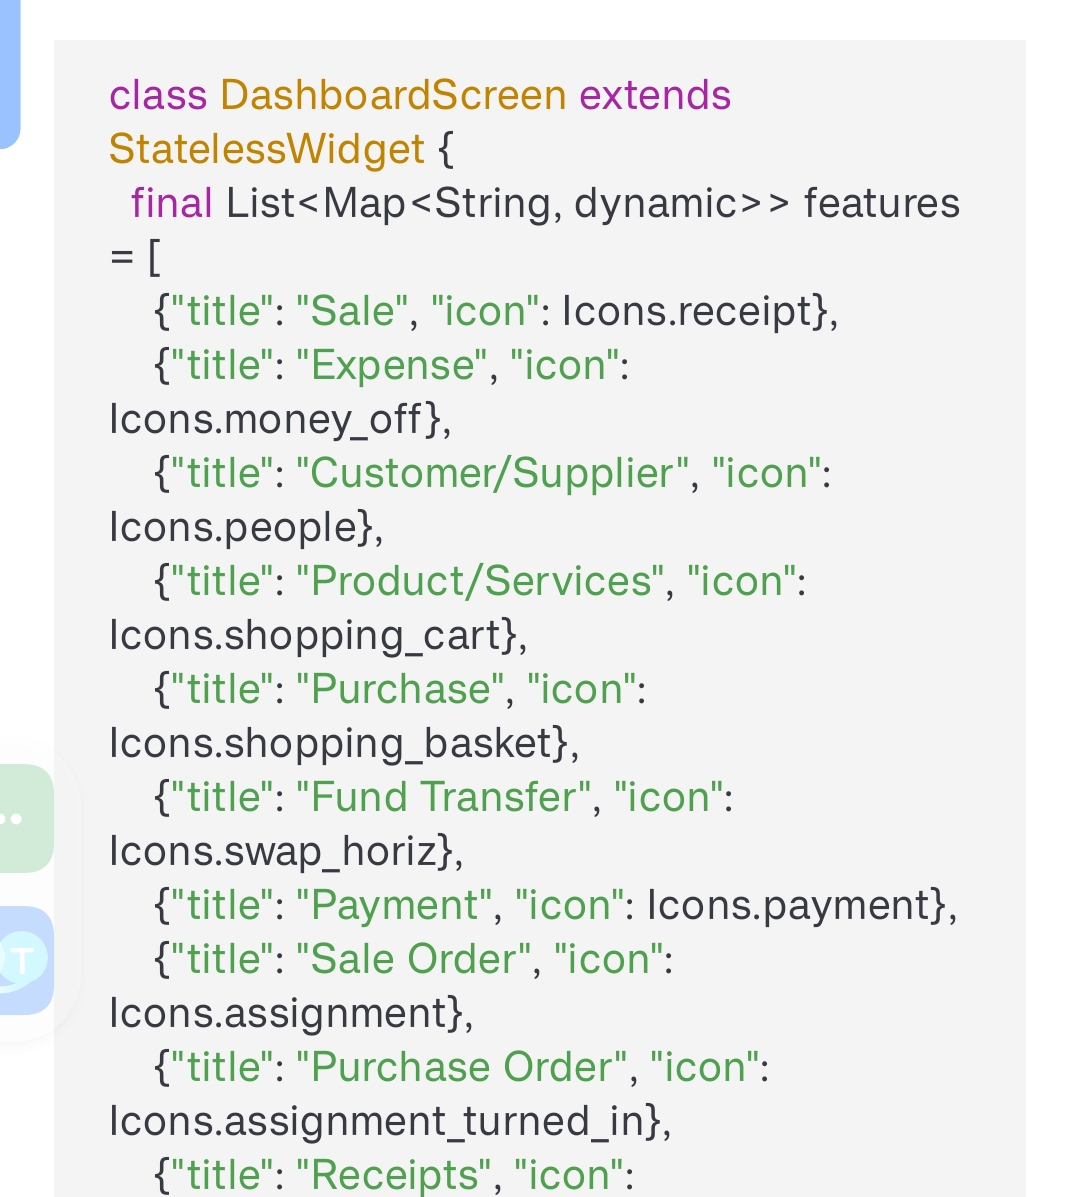 class DashboardScreen extends
StatelessWidget {
final List<Map<String, dynamic>> features
= [
{"title": "Sale", "icon": Icons.receipt},
{"title": "Expense", "icon":
Icons.money_off},
{"title": "Customer/Supplier", "icon":
Icons.people},
{"title": "Product/Services", "icon":
Icons.shopping_cart},
{"title": "Purchase", "icon":
Icons.shopping_basket},
{"title": "Fund Transfer", "icon":
Icons.swap_horiz},
{"title": "Payment", "icon": Icons.payment},
{"title": "Sale Order", "icon":
Icons.assignment},
{"title": "Purchase Order", "icon":
Icons.assignment_turned_in},
{"title": "Receipts", "icon":
T